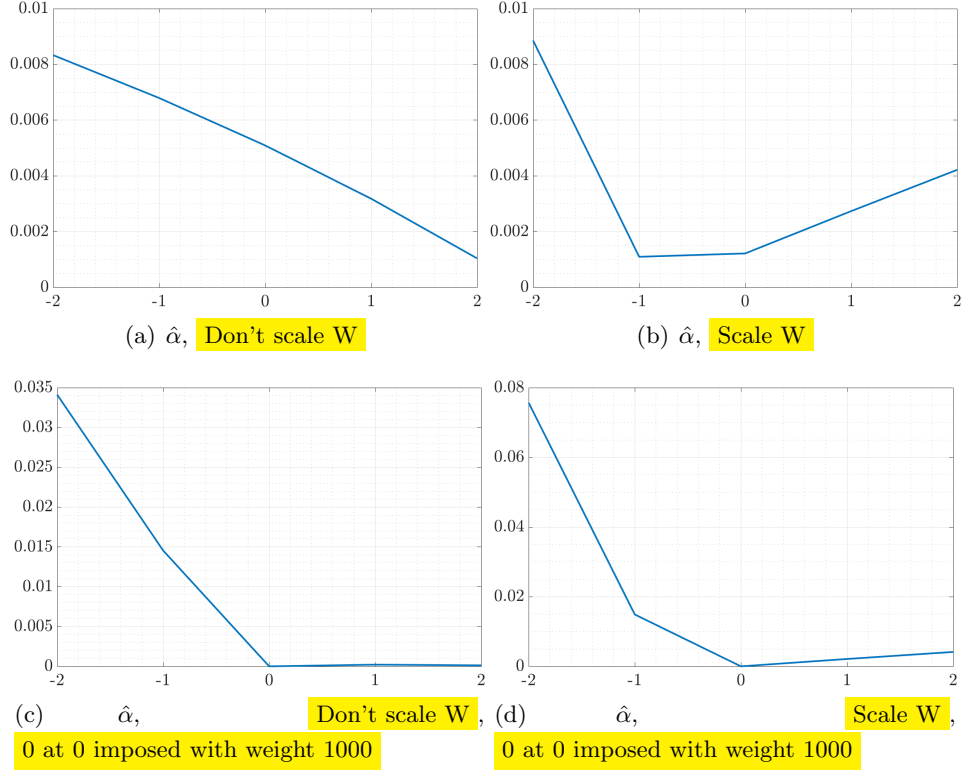 0.01 0.01
0.008 0.008
0.006 0.006
0.004 0.004
0.002 0.002
0 0
-2 -1 0 1 2 -2 -1 0 1 2
(a) α̂, Don't scale W (b) α̂, Scale W
0.035 0.08
0.03
0.025 0.06
0.02
0.015 0.04
0.01 0.02
0.005
0 0
-2 -1 0 1 2 -2 -1 0 1 2
(c) α̂, Don't scale W, (d) α̂, Scale W,
0 at 0 imposed with weight 1000 0 at 0 imposed with weight 1000